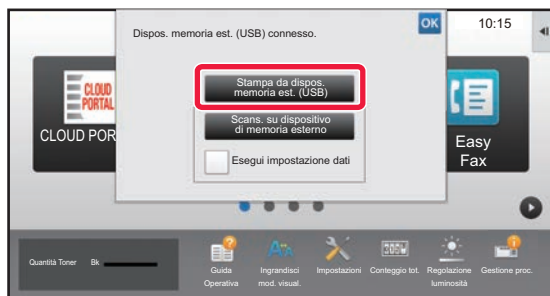 Dispos. memoria est. (USB) connesso.
OK
10:15
Stampa da dispos.
memoria est. (USB)
Scans. su dispositivo
di memoria esterno
Esegui impostazione dati
CLOUD
PORTAL
CLOUD POR
Easy
Fax
Quantità Toner Bk
Guida
Operativa
Ingrandisci
mod. visual.
Impostazioni
Conteggio tot.
Regolazione
luminosità
Gestione proc.